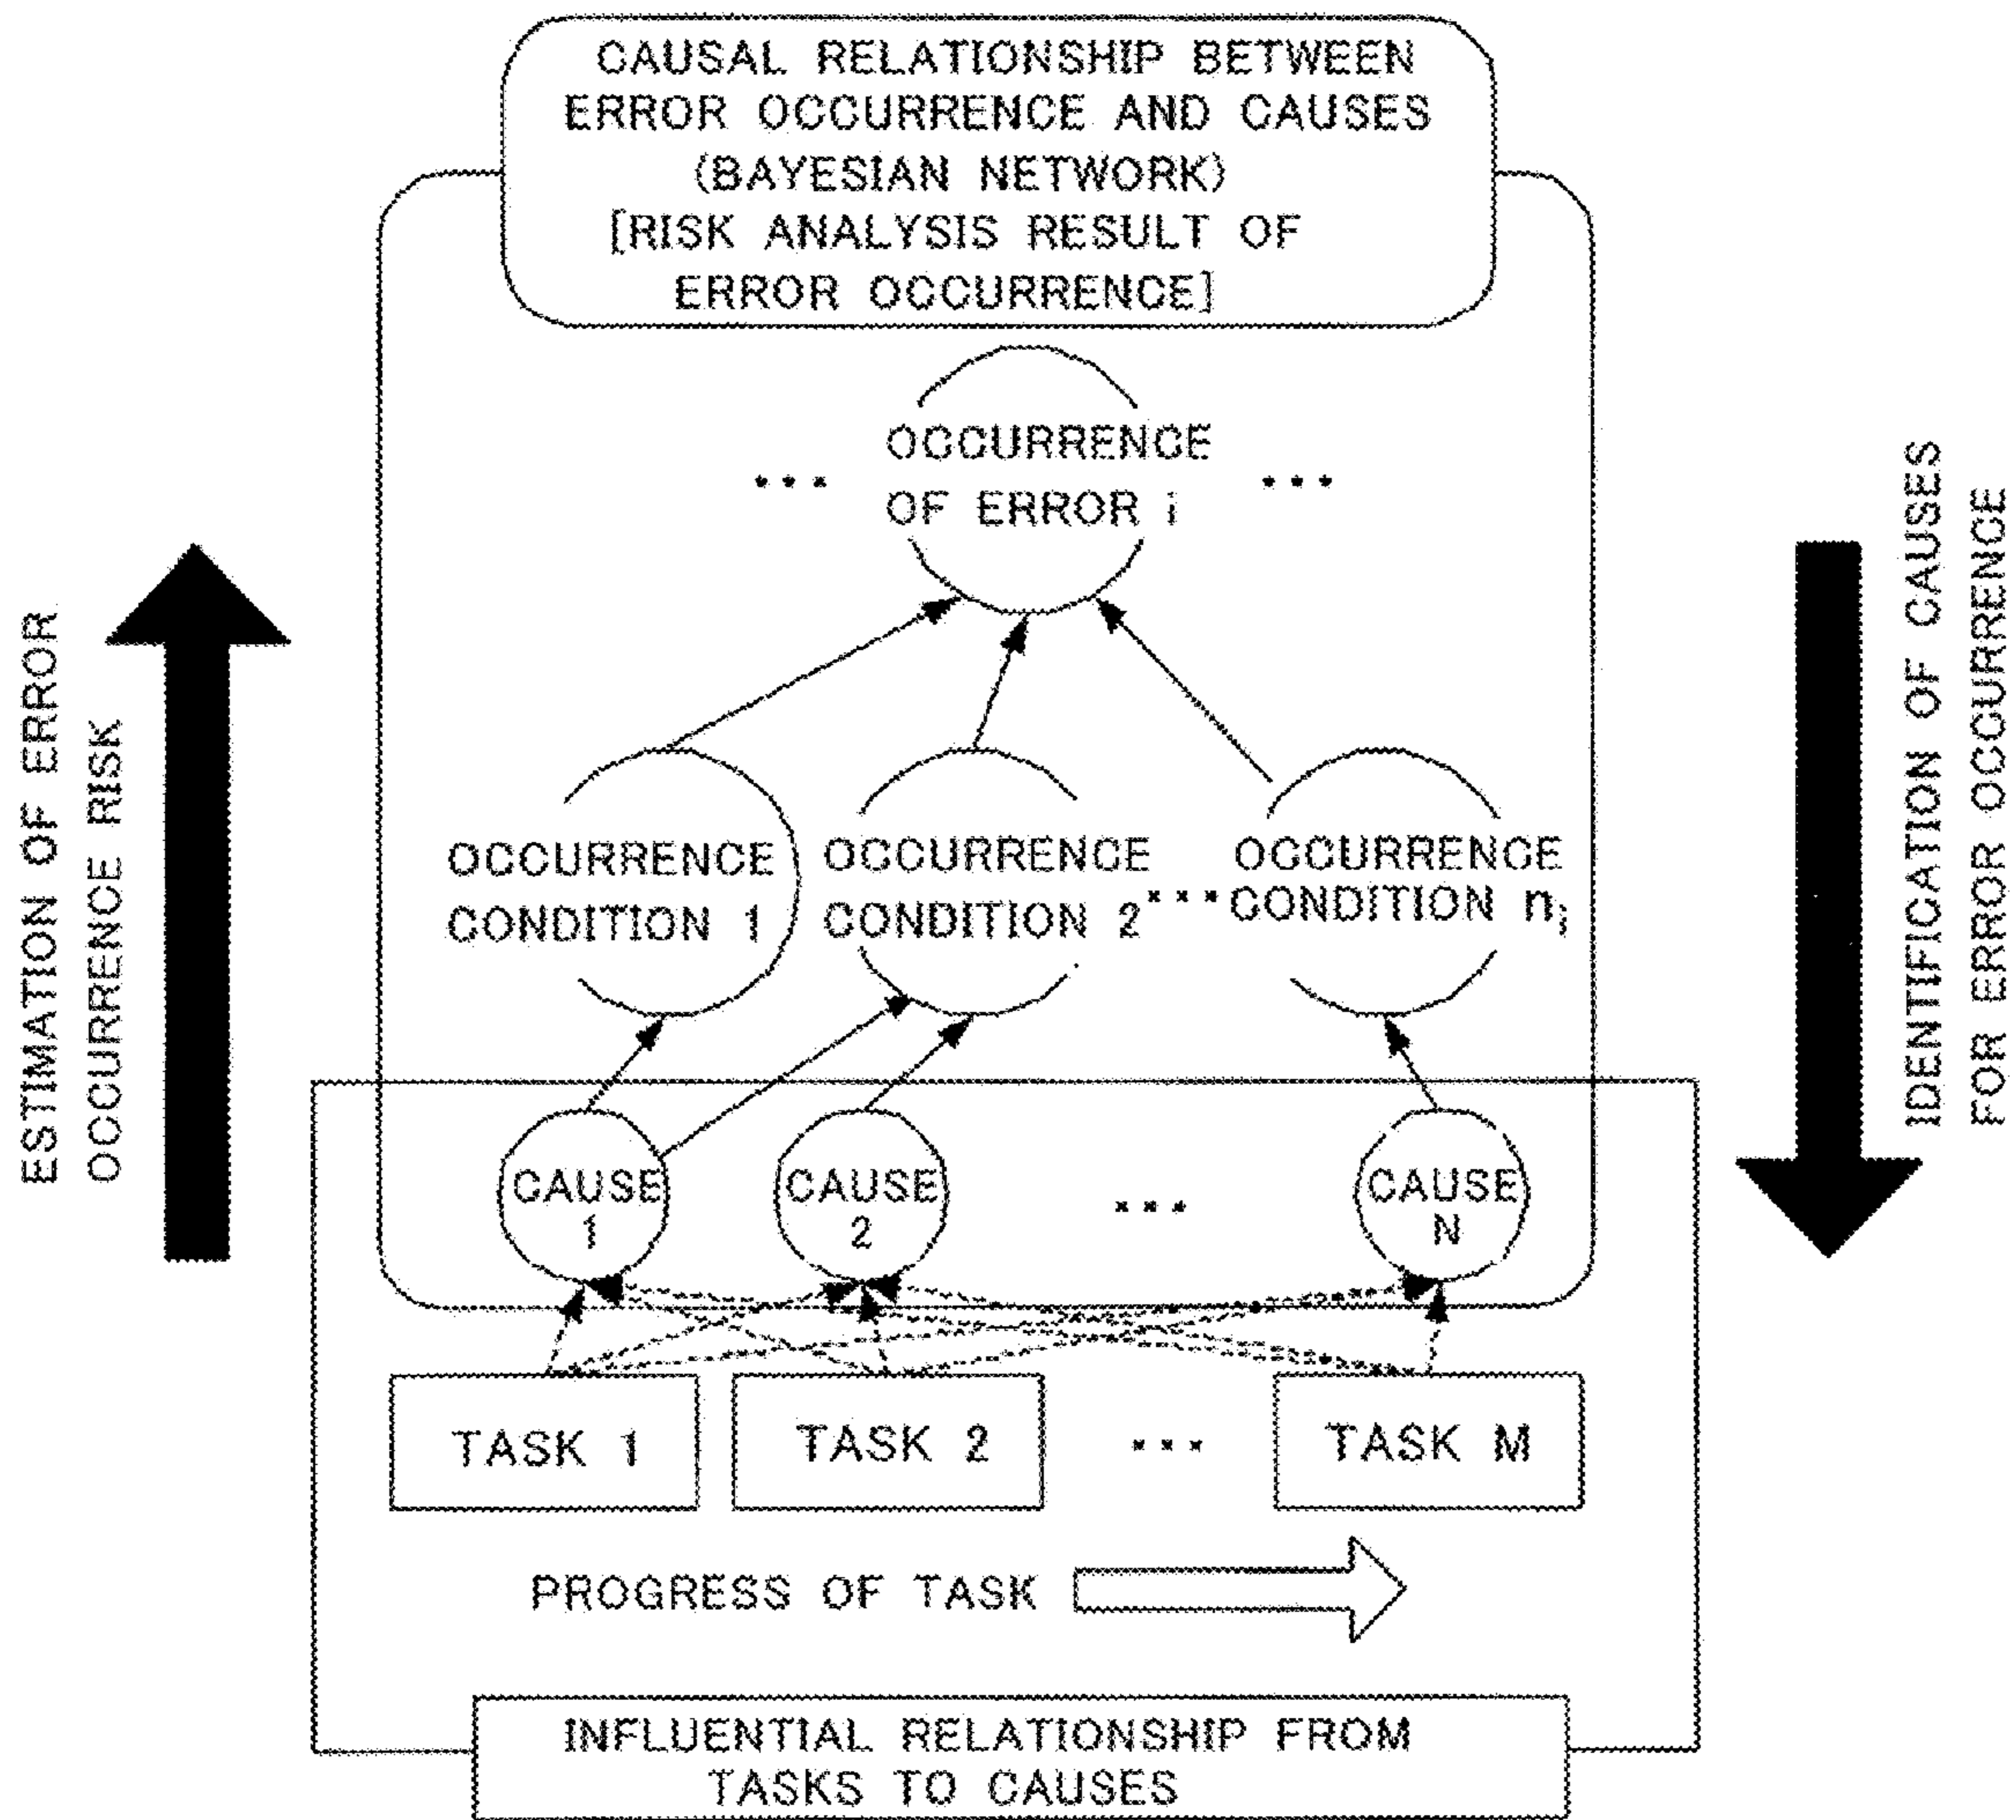 CAUSAL RELATIONSHIP BETWEEN
ERROR OCCURRENCE AND CAUSES
(BAYESIAN NETWORK)
[RISK ANALYSIS RESULT OF
ERROR OCCURRENCE]
ESTIMATION OF ERROR
OCCURRENCE RISK
IDENTIFICATION OF CAUSES
FOR ERROR OCCURRENCE
... OCCURRENCE ...
OF ERROR i
OCCURRENCE
CONDITION 1
OCCURRENCE
CONDITION 2
...
OCCURRENCE
CONDITION nᵢ
CAUSE
1
CAUSE
2
...
CAUSE
N
TASK 1
TASK 2
...
TASK M
PROGRESS OF TASK
INFLUENTIAL RELATIONSHIP FROM
TASKS TO CAUSES